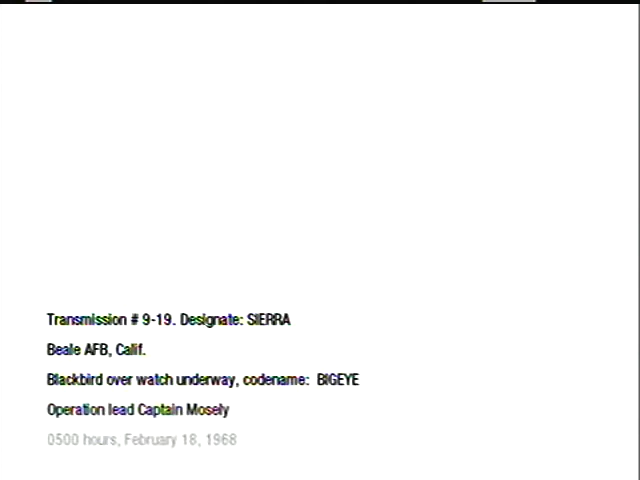 Transmission # 9-19. Designate: SIERRA
Beale AFB, Calif.
Blackbird over watch underway, codename: BIGEYE
Operation lead Captain Mosely
0500 hours, February 18, 1968